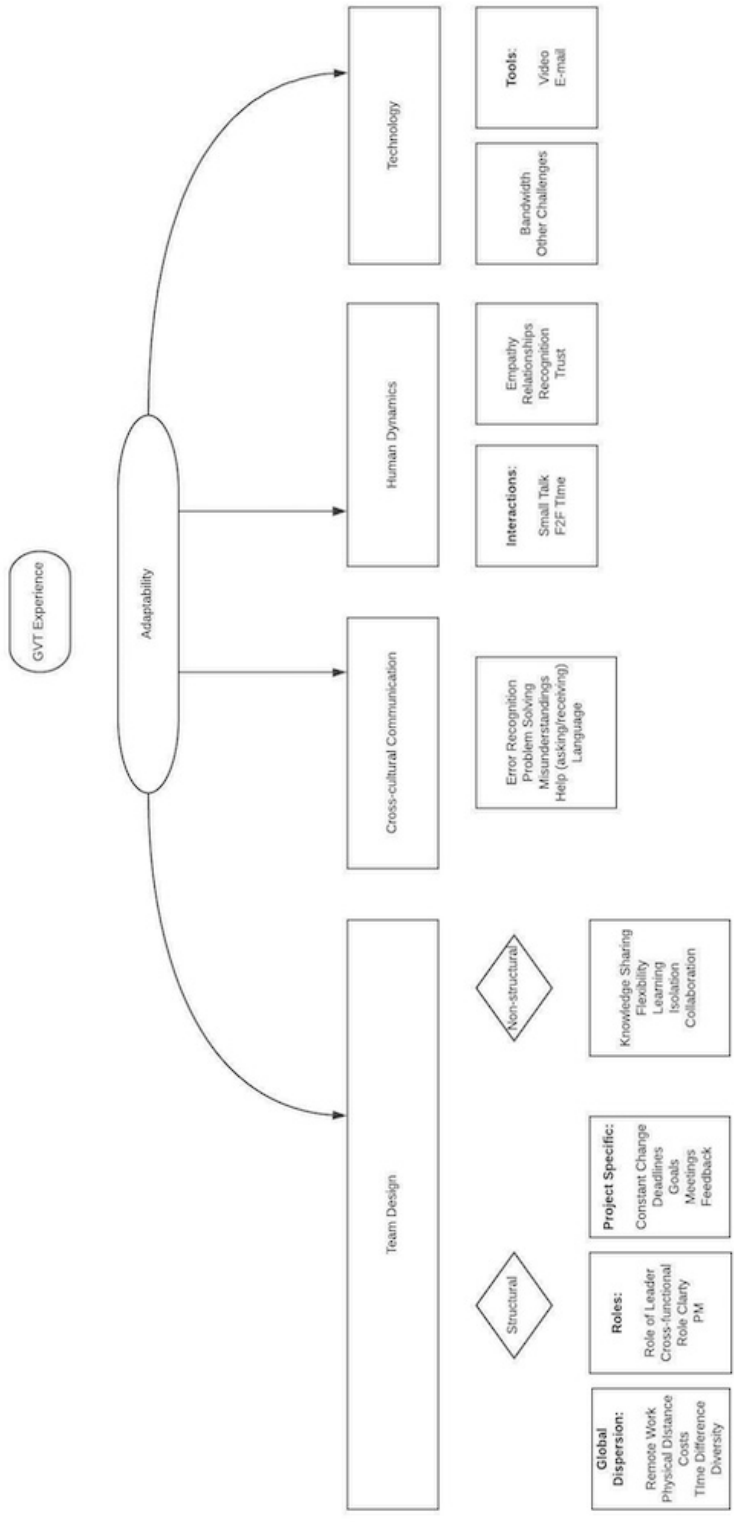 GVT Experience
Adaptability
Team Design
Cross-cultural Communication
Human Dynamics
Technology
Structural
Non-structural
Global
Dispersion:
Remote Work
Physical DIstance
Costs
TIme Difference
Diversity
Roles:
Role of Leader
Cross-functional
Role Clarty
PM
Project Specific:
Constant Change
Deadlines
Goals
Meetings
Feedback
Knowledge Sharing
Flexibility
Learning
Isolation
Collaboration
Error Recognition
Problem Solving
Misunderstandings
Help (asking/receiving)
Language
Interactions:
Small Talk
F2F TIme
Empathy
Relationships
Recognition
Trust
Bandwidth
Other Challenges
Tools:
Video
E-mail